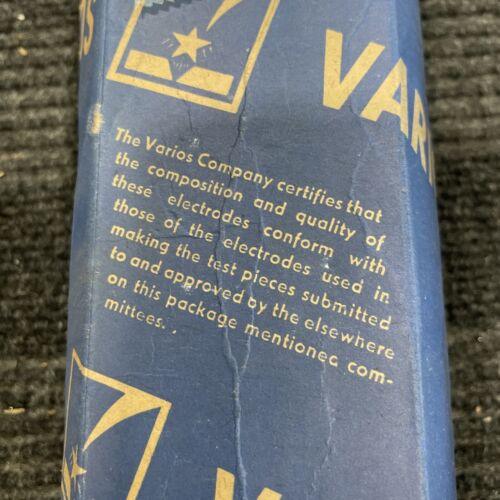 VARI
The Varios Company certifies that
the composition and quality of
these electrodes conform with
those of the electrodes used in
making the test pieces submitted
to and approved by the elsewhere
on this package mentioned com-
mittees.